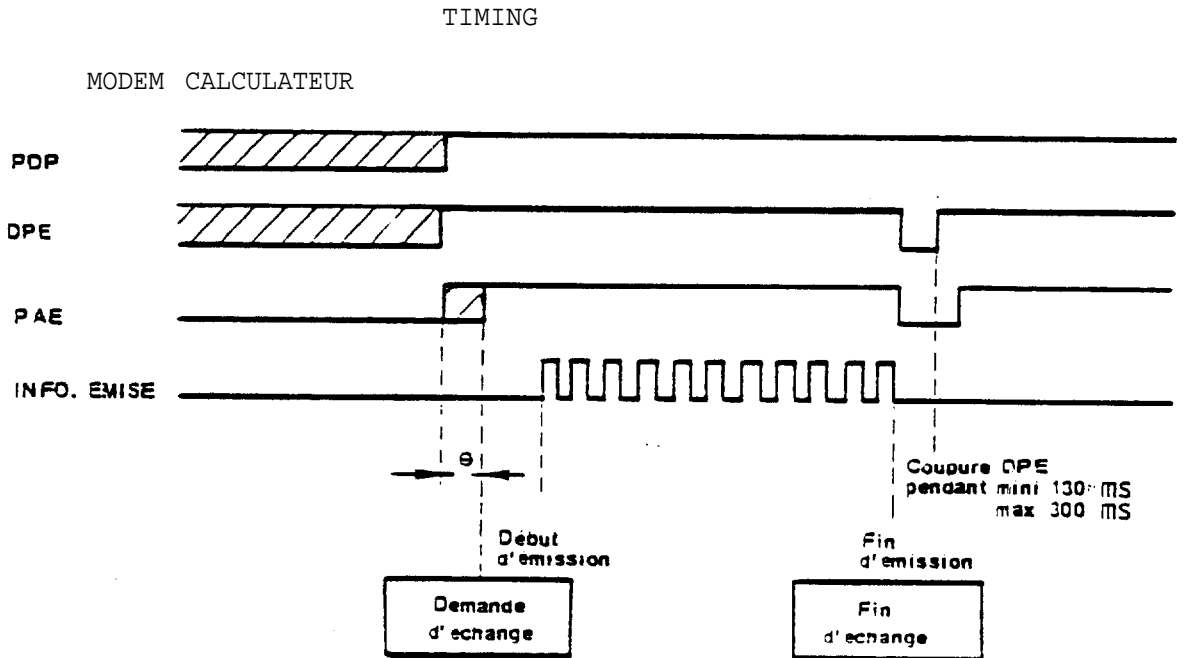 TIMING
MODEM CALCULATEUR
PDP
DPE
PAE
INFO. EMISE
θ
Coupure DPE
pendant mini 130 MS
max 300 MS
Début
d'émission
Fin
d'emission
Demande
d'echange
Fin
d'echange